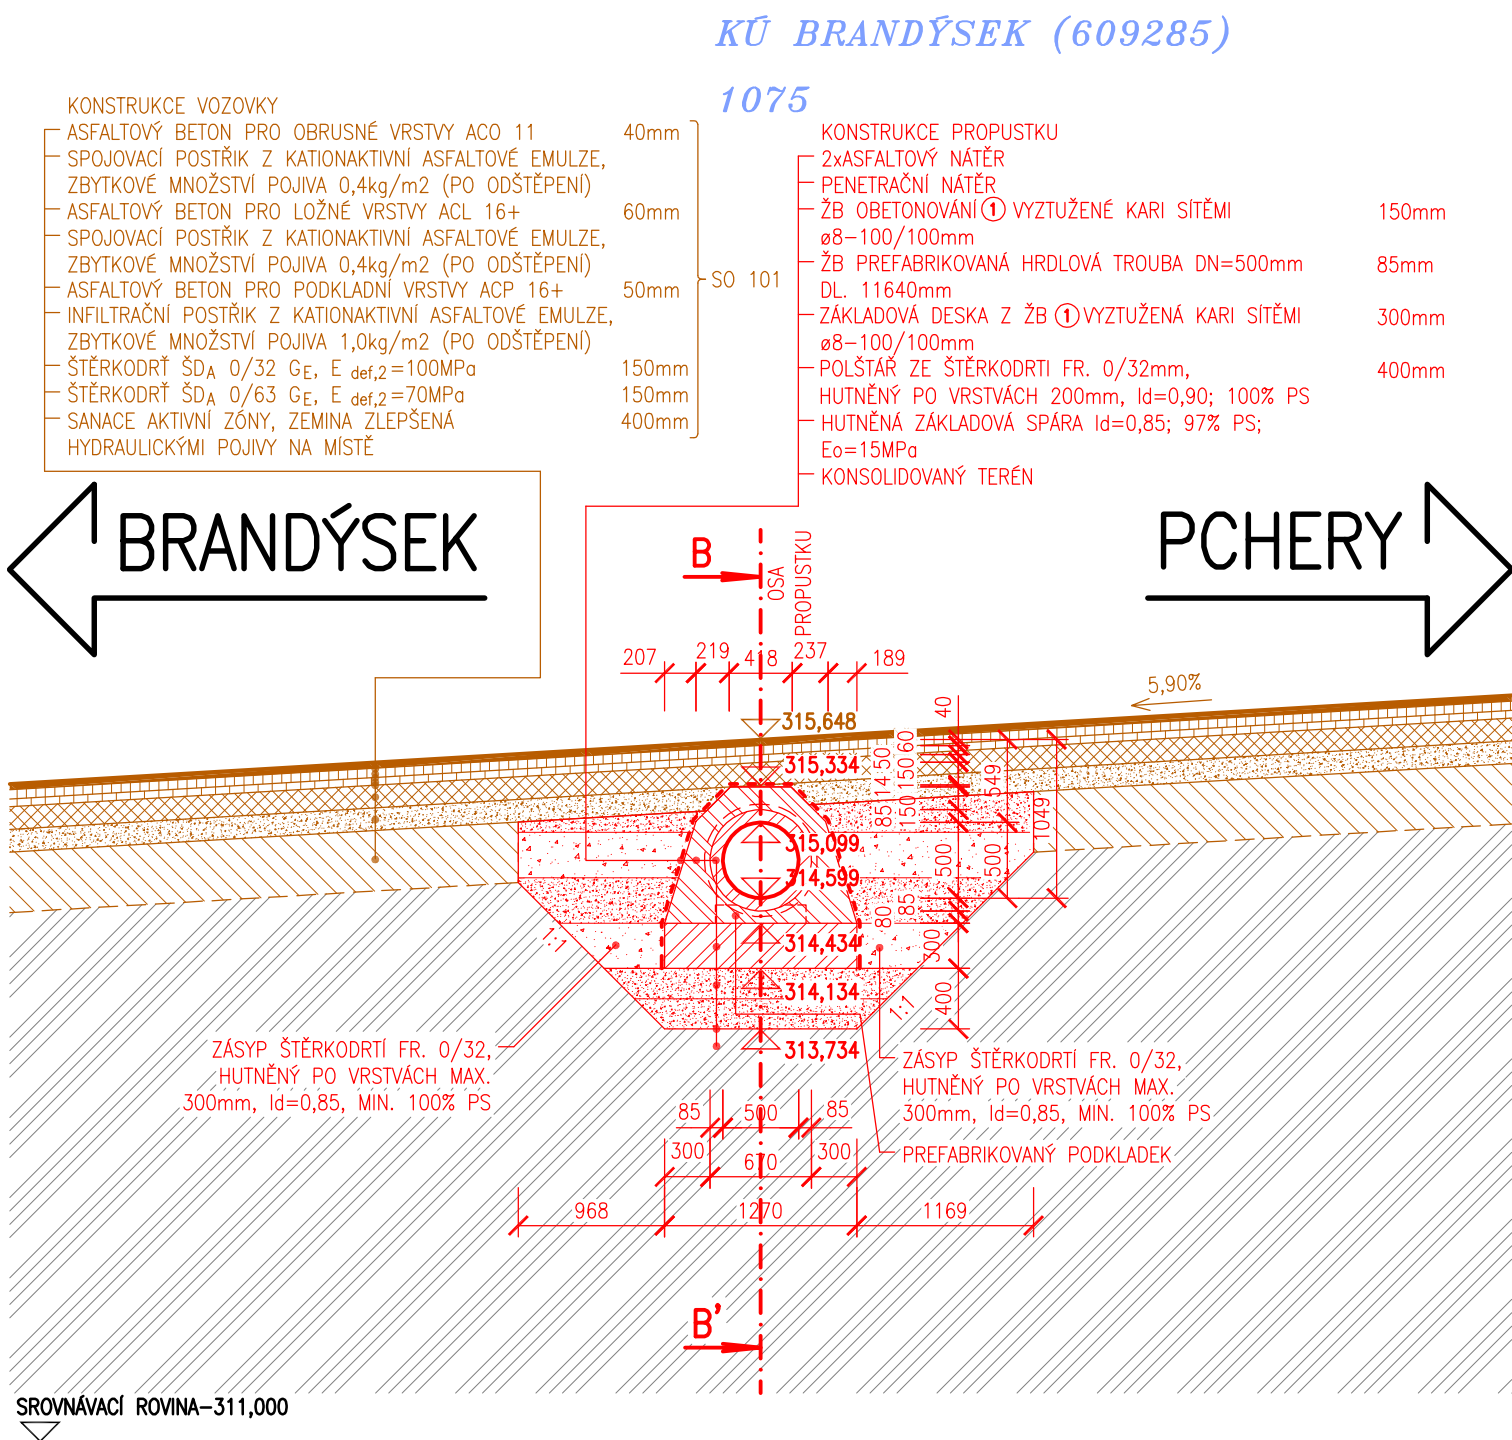 KÚ BRANDÝSEK (609285)
1075
KONSTRUKCE VOZOVKY
ASFALTOVÝ BETON PRO OBRUSNÉ VRSTVY ACO 11 40mm
SPOJOVACÍ POSTŘIK Z KATIONAKTIVNÍ ASFALTOVÉ EMULZE,
ZBYTKOVÉ MNOŽSTVÍ POJIVA 0,4kg/m2 (PO ODŠTĚPENÍ)
ASFALTOVÝ BETON PRO LOŽNÉ VRSTVY ACL 16+ 60mm
SPOJOVACÍ POSTŘIK Z KATIONAKTIVNÍ ASFALTOVÉ EMULZE,
ZBYTKOVÉ MNOŽSTVÍ POJIVA 0,4kg/m2 (PO ODŠTĚPENÍ)
ASFALTOVÝ BETON PRO PODKLADNÍ VRSTVY ACP 16+ 50mm
INFILTRAČNÍ POSTŘIK Z KATIONAKTIVNÍ ASFALTOVÉ EMULZE,
ZBYTKOVÉ MNOŽSTVÍ POJIVA 1,0kg/m2 (PO ODŠTĚPENÍ)
ŠTĚRKODRŤ ŠDA 0/32 GE, E def,2=100MPa 150mm
ŠTĚRKODRŤ ŠDA 0/63 GE, E def,2=70MPa 150mm
SANACE AKTIVNÍ ZÓNY, ZEMINA ZLEPŠENÁ 400mm
HYDRAULICKÝMI POJIVY NA MÍSTĚ
SO 101
KONSTRUKCE PROPUSTKU
2xASFALTOVÝ NÁTĚR
PENETRAČNÍ NÁTĚR
ŽB OBETONOVÁNÍ 1 VYZTUŽENÉ KARI SÍTĚMI 150mm
ø8-100/100mm
ŽB PREFABRIKOVANÁ HRDLOVÁ TROUBA DN=500mm 85mm
DL. 11640mm
ZÁKLADOVÁ DESKA Z ŽB 1 VYZTUŽENÁ KARI SÍTĚMI 300mm
ø8-100/100mm
POLŠTÁŘ ZE ŠTĚRKODRTI FR. 0/32mm, 400mm
HUTNĚNÝ PO VRSTVÁCH 200mm, Id=0,90; 100% PS
HUTNĚNÁ ZÁKLADOVÁ SPÁRA Id=0,85; 97% PS;
Eo=15MPa
KONSOLIDOVANÝ TERÉN
BRANDÝSEK
PCHERY
B
OSA
PROPUSTKU
207 219 418 237 189
5,90%
40
60
50
150
114
150
85
549
1049
500
500
85
80
300
400
315,648
315,334
315,099
314,599
314,434
314,134
313,734
1:1
1:1
ZÁSYP ŠTĚRKODRTÍ FR. 0/32,
HUTNĚNÝ PO VRSTVÁCH MAX.
300mm, Id=0,85, MIN. 100% PS
ZÁSYP ŠTĚRKODRTÍ FR. 0/32,
HUTNĚNÝ PO VRSTVÁCH MAX.
300mm, Id=0,85, MIN. 100% PS
PREFABRIKOVANÝ PODKLADEK
85 500 85
300 670 300
968 1270 1169
B'
SROVNÁVACÍ ROVINA-311,000